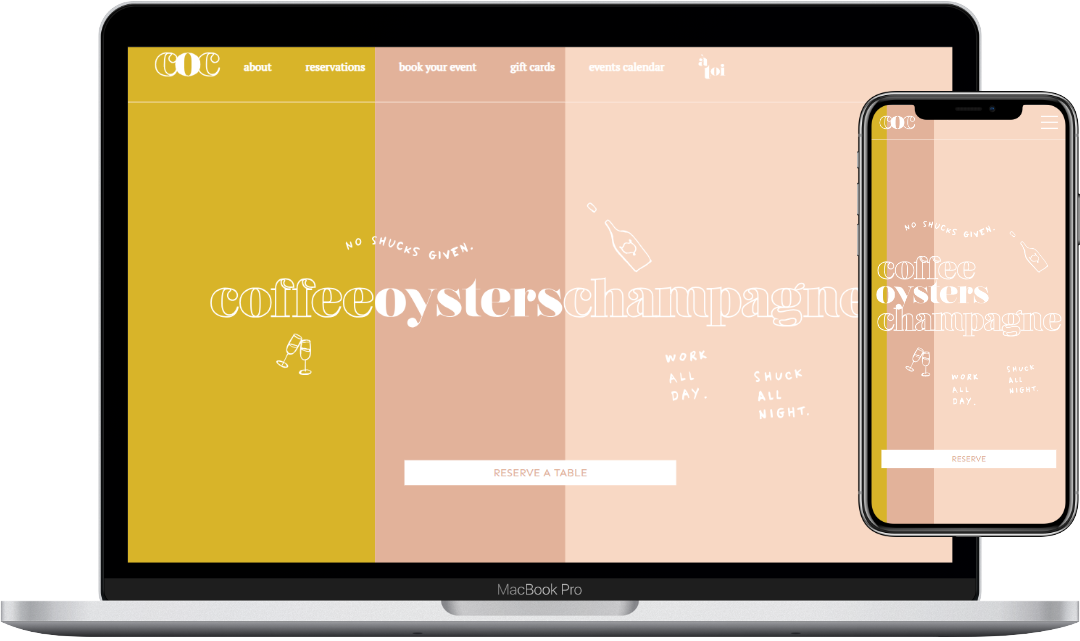 COC about reservations book your event gift cards events calendar à toi
NO SHUCKS GIVEN.
coffeeoysterschampagne
WORK
ALL
DAY.
SHUCK
ALL
NIGHT.
RESERVE A TABLE
MacBook Pro
COC
NO SHUCKS GIVEN.
coffee
oysters
champagne
WORK
ALL
DAY.
SHUCK
ALL
NIGHT.
RESERVE